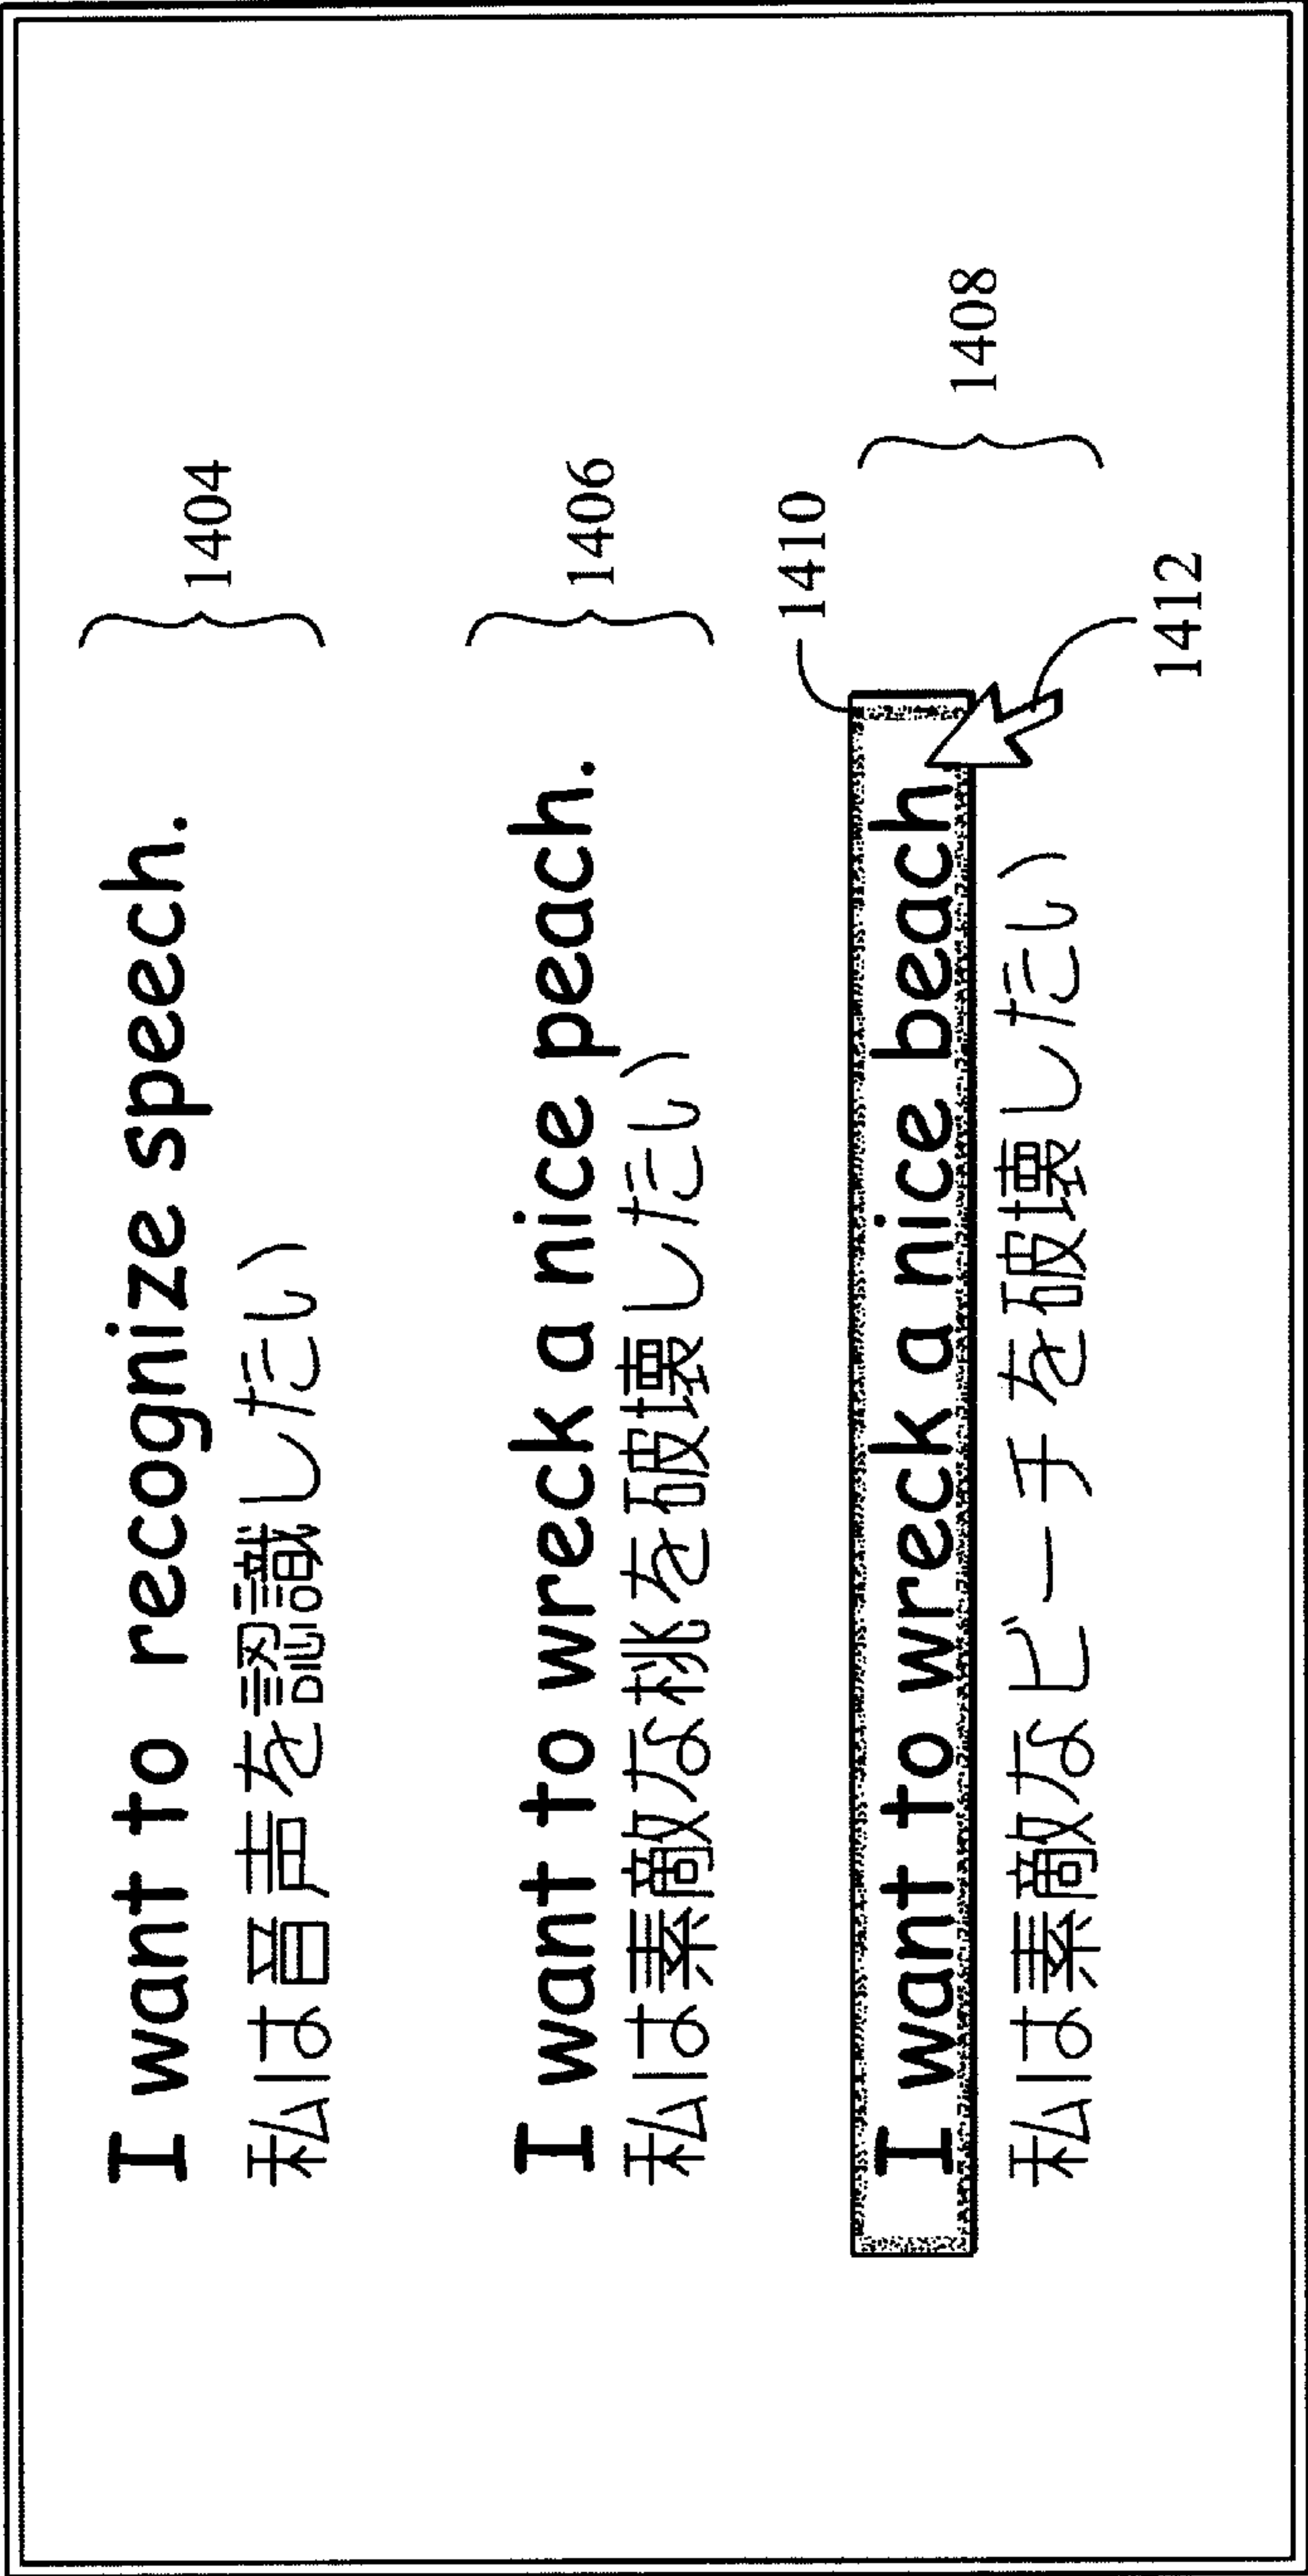 I want to recognize speech.
私は音声を認識したい
1404
I want to wreck a nice peach.
私は素敵な桃を破壊したい
1406
1410
I want to wreck a nice beach
私は素敵なビーチを破壊したい
1408
1412